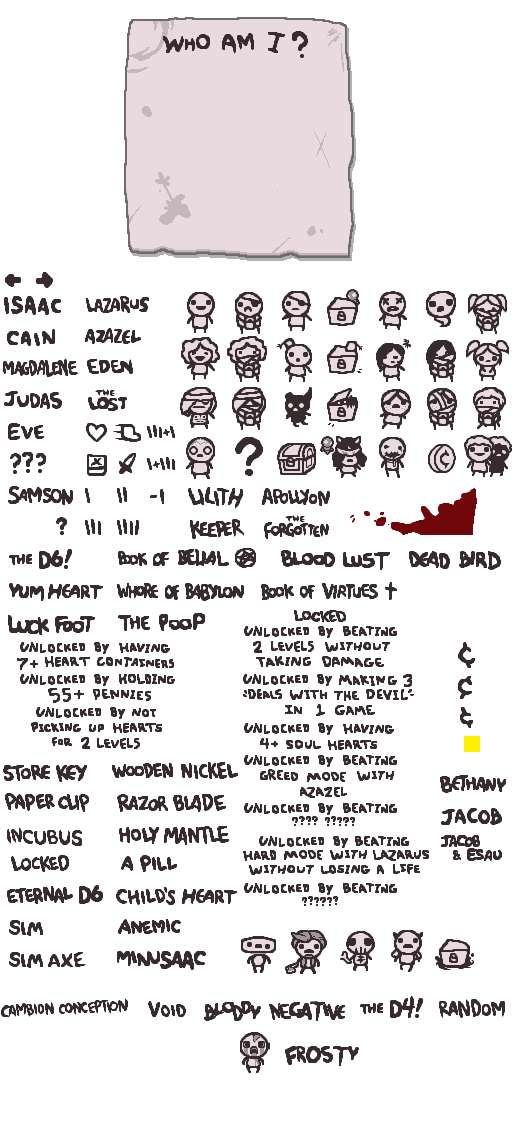 WHO AM I?
ISAAC LAZARUS
CAIN AZAZEL
MAGDALENE EDEN
JUDAS THE LOST
EVE
???
SAMSON I II -I LILITH APOLLYON
? III IIII KEEPER THE FORGOTTEN
THE D6! BOOK OF BELIAL BLOOD LUST DEAD BIRD
YUM HEART WHORE OF BABYLON BOOK OF VIRTUES
LUCK FOOT THE POOP
UNLOCKED BY HAVING
7+ HEART CONTAINERS
UNLOCKED BY HOLDING
55+ PENNIES
UNLOCKED BY NOT
PICKING UP HEARTS
FOR 2 LEVELS
LOCKED
UNLOCKED BY BEATING
2 LEVELS WITHOUT
TAKING DAMAGE
UNLOCKED BY MAKING 3
"DEALS WITH THE DEVIL"
IN 1 GAME
UNLOCKED BY HAVING
4+ SOUL HEARTS
UNLOCKED BY BEATING
GREED MODE WITH
AZAZEL
UNLOCKED BY BEATING
???? ?????
UNLOCKED BY BEATING
HARD MODE WITH LAZARUS
WITHOUT LOSING A LIFE
UNLOCKED BY BEATING
??????
¢
¢
¢
STORE KEY WOODEN NICKEL
PAPER CLIP RAZOR BLADE
INCUBUS HOLY MANTLE
LOCKED A PILL
ETERNAL D6 CHILD'S HEART
SIM ANEMIC
SIM AXE MINUSAAC
BETHANY
JACOB
JACOB
& ESAU
CAMBION CONCEPTION VOID BLOODY NEGATIVE THE D4! RANDOM
FROSTY